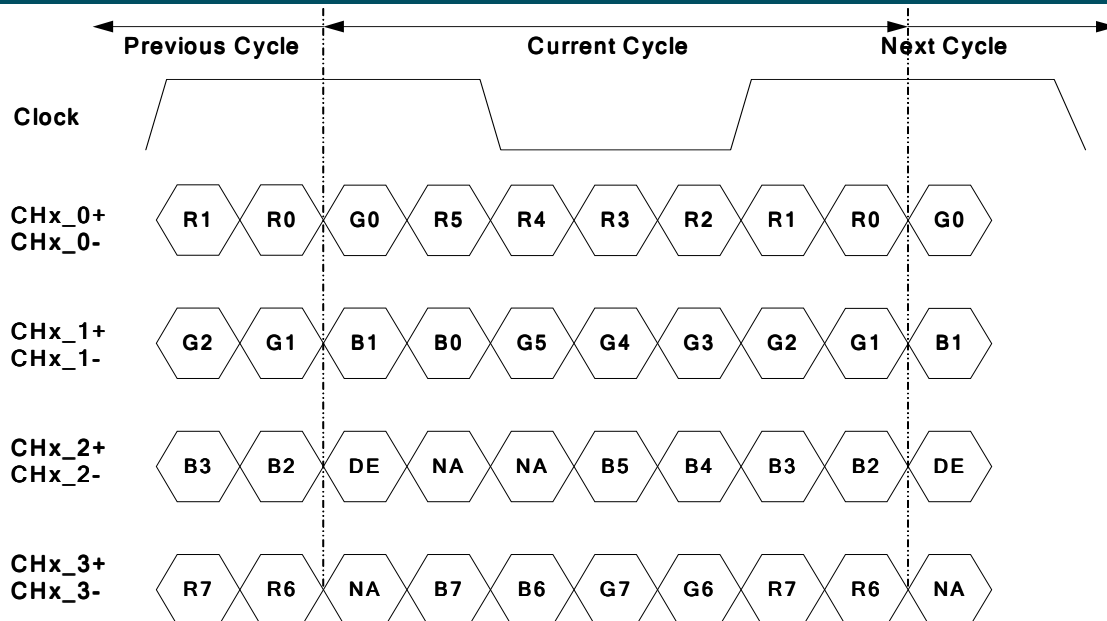 Previous Cycle Current Cycle Next Cycle
Clock
CHx_0+ R1 R0 G0 R5 R4 R3 R2 R1 R0 G0
CHx_0-
CHx_1+ G2 G1 B1 B0 G5 G4 G3 G2 G1 B1
CHx_1-
CHx_2+ B3 B2 DE NA NA B5 B4 B3 B2 DE
CHx_2-
CHx_3+ R7 R6 NA B7 B6 G7 G6 R7 R6 NA
CHx_3-